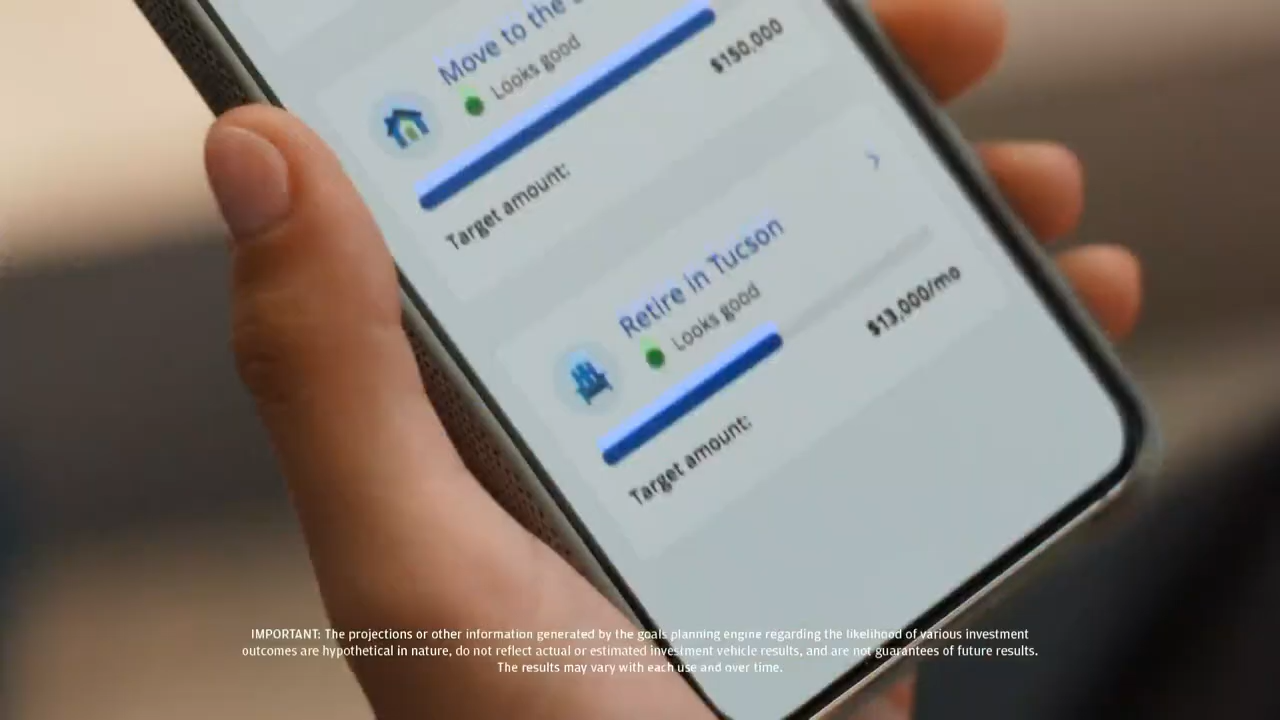 Move to the
Looks good
Target amount:
$150,000
Retire in Tucson
Looks good
Target amount:
$13,000/mo
IMPORTANT: The projections or other information generated by the goals planning engine regarding the likelihood of various investment
outcomes are hypothetical in nature, do not reflect actual or estimated investment vehicle results, and are not guarantees of future results.
The results may vary with each use and over time.